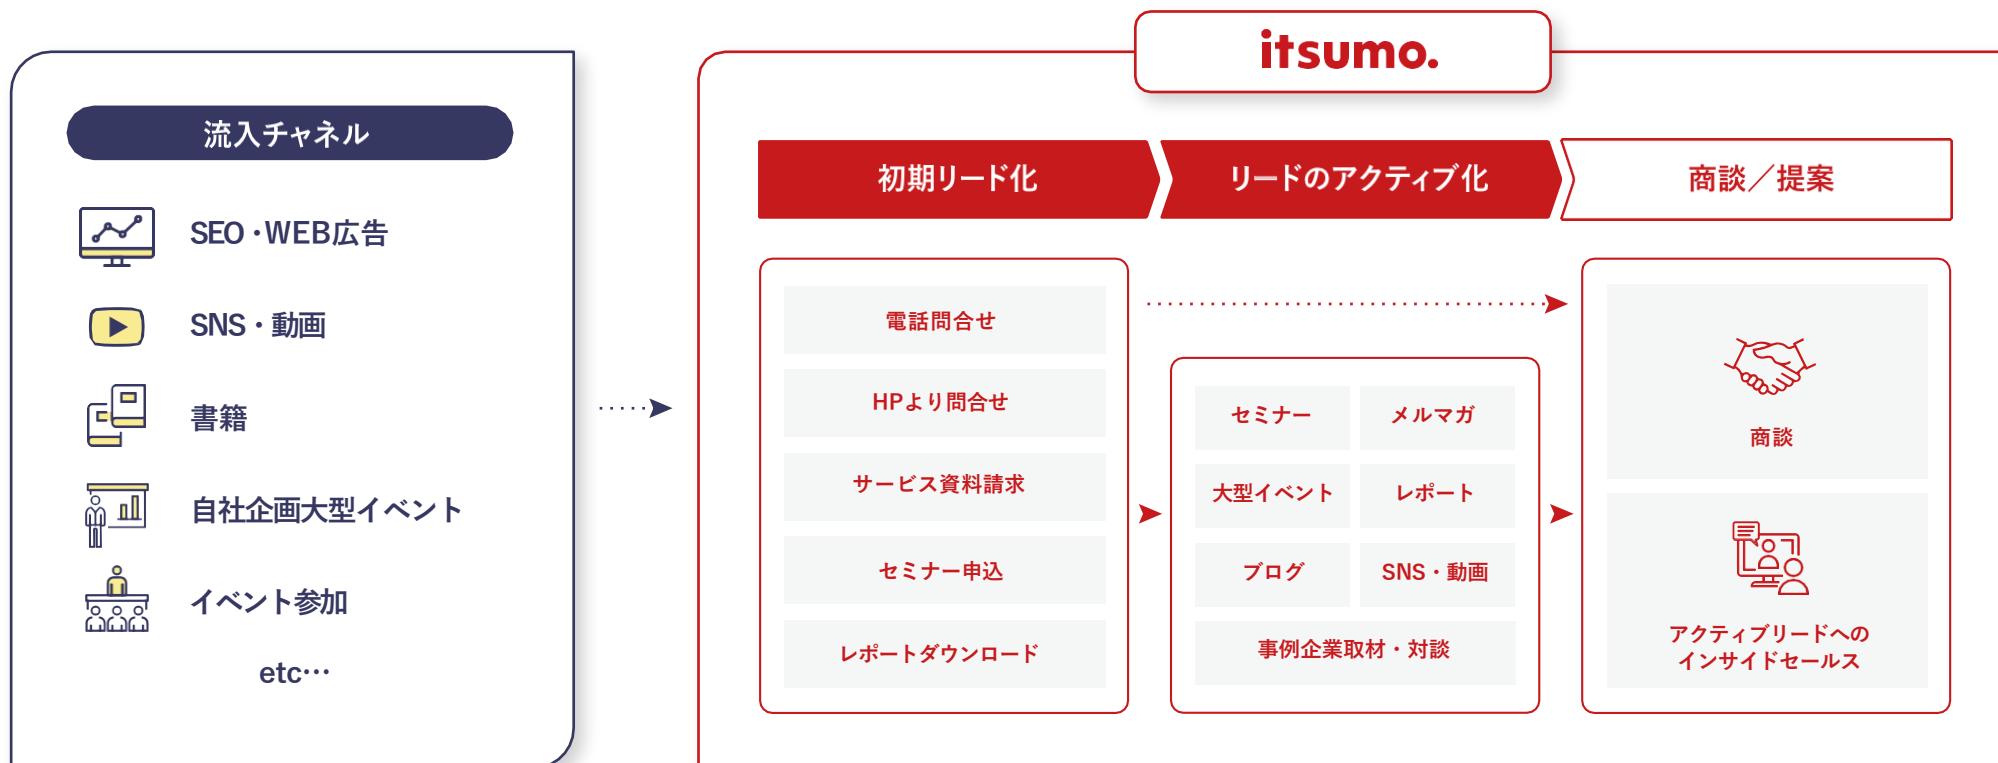 流入チャネル
SEO・WEB広告
SNS・動画
書籍
自社企画大型イベント
イベント参加
etc…
itsumo.
初期リード化
リードのアクティブ化
商談／提案
電話問合せ
HPより問合せ
サービス資料請求
セミナー申込
レポートダウンロード
セミナー
メルマガ
大型イベント
レポート
ブログ
SNS・動画
事例企業取材・対談
商談
アクティブリードへの
インサイドセールス